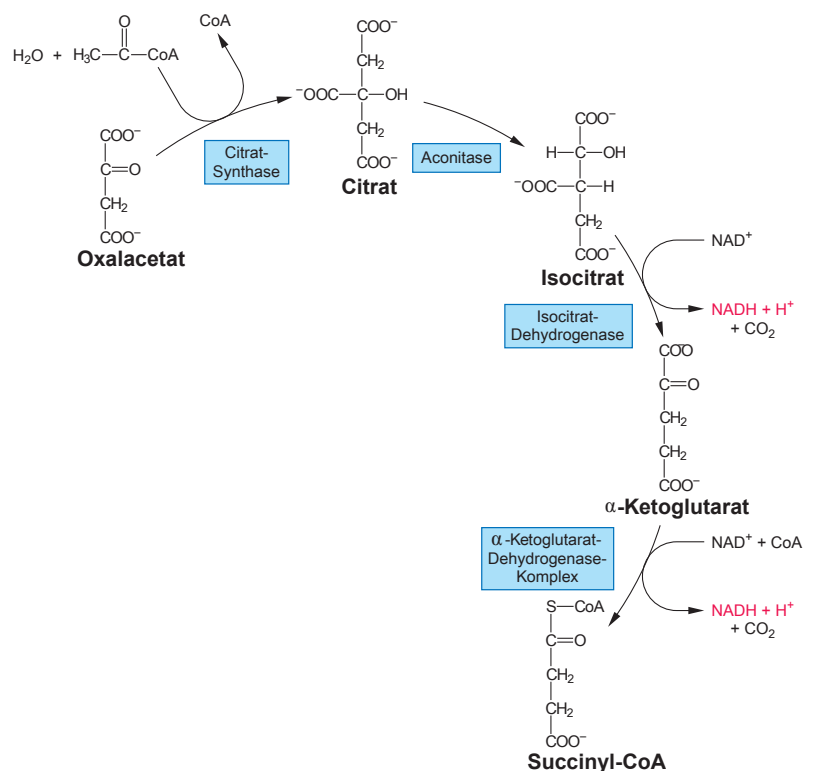 O
CoA
H₂O + H₃C—C—CoA
COO⁻
CH₂
⁻OOC—C—OH
CH₂
COO⁻
Citrat
Citrat-
Synthase
COO⁻
C=O
CH₂
COO⁻
Oxalacetat
Aconitase
COO⁻
H—C—OH
⁻OOC—C—H
CH₂
COO⁻
Isocitrat
NAD⁺
NADH + H⁺
+ CO₂
Isocitrat-
Dehydrogenase
COO⁻
C=O
CH₂
CH₂
COO⁻
α-Ketoglutarat
α-Ketoglutarat-
Dehydrogenase-
Komplex
NAD⁺ + CoA
NADH + H⁺
+ CO₂
S—CoA
C=O
CH₂
CH₂
COO⁻
Succinyl-CoA